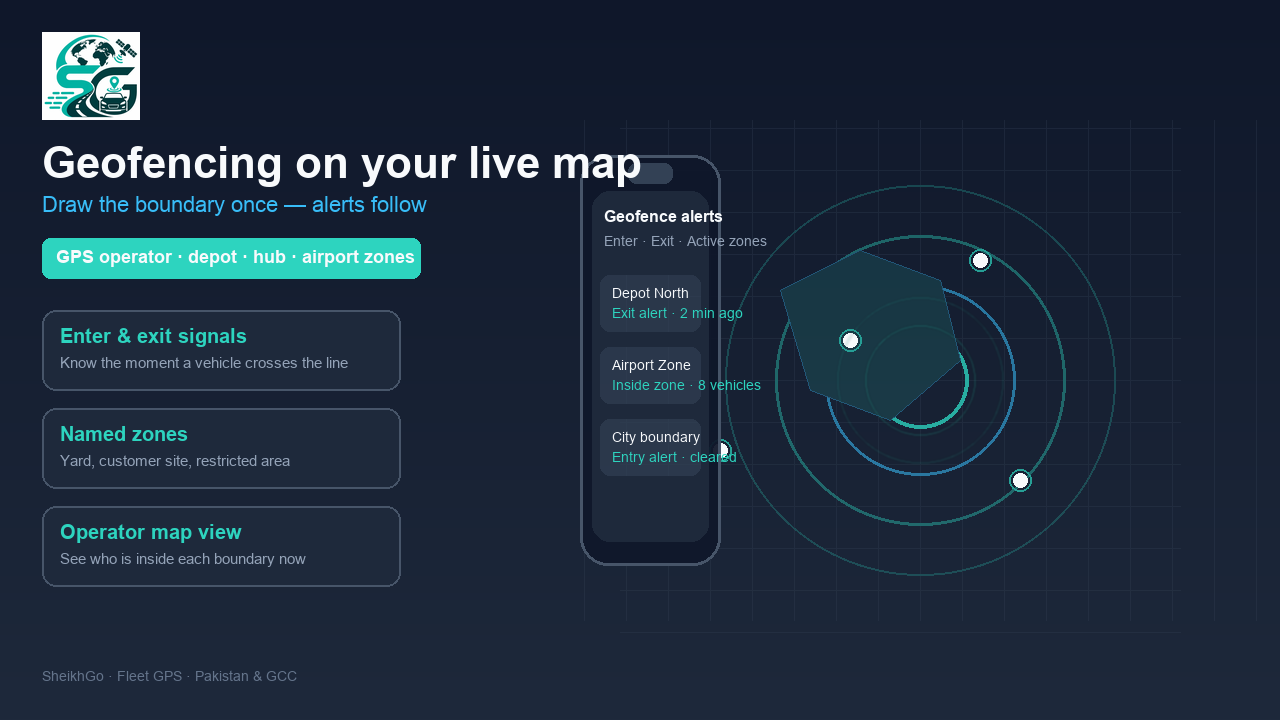 SG
Geofencing on your live map
Draw the boundary once — alerts follow
GPS operator · depot · hub · airport zones
Enter & exit signals
Know the moment a vehicle crosses the line
Named zones
Yard, customer site, restricted area
Operator map view
See who is inside each boundary now
Geofence alerts
Enter · Exit · Active zones
Depot North
Exit alert · 2 min ago
Airport Zone
Inside zone · 8 vehicles
City boundary
Entry alert · cleared
SheikhGo · Fleet GPS · Pakistan & GCC